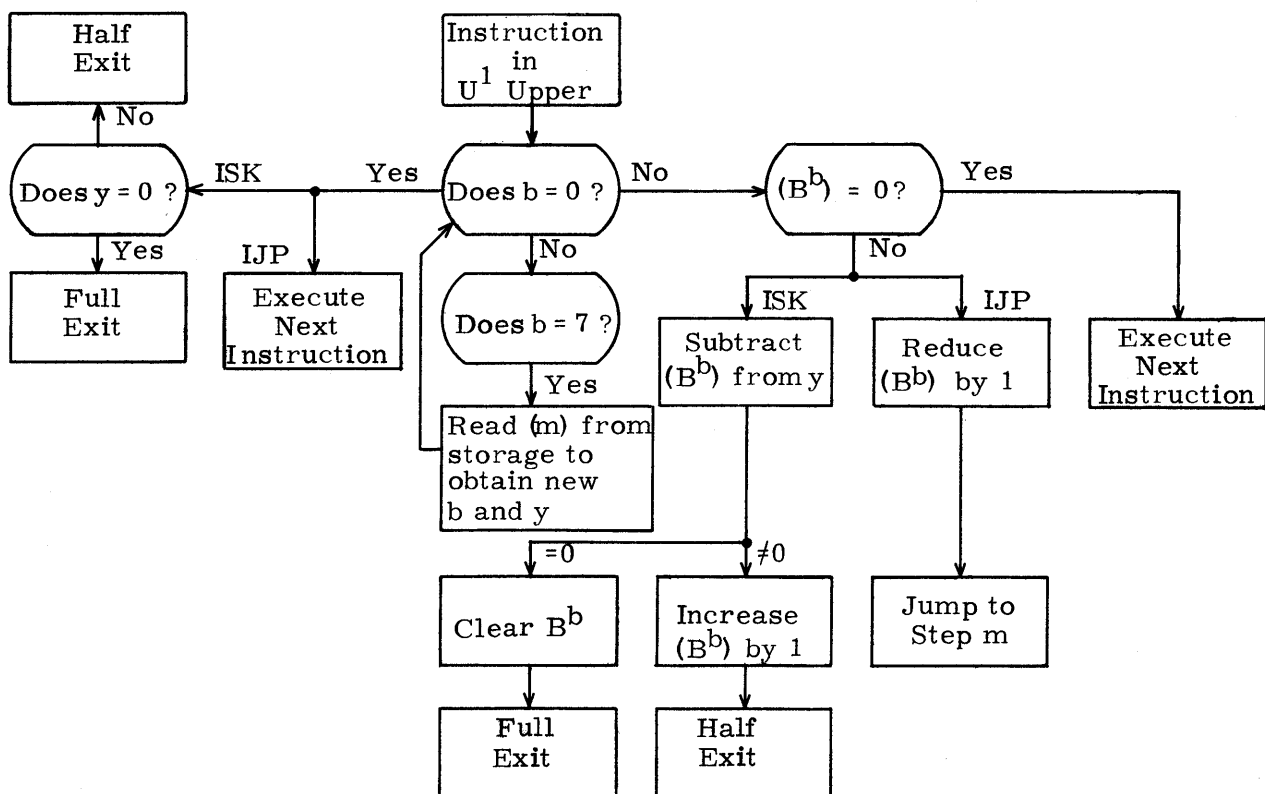 Half
Exit
Instruction
in
U¹ Upper
No
Does y = 0 ?
ISK
Yes
Does b = 0 ?
No
(Bᵇ) = 0?
Yes
Yes
IJP
No
No
Full
Exit
Execute
Next
Instruction
Does b = 7 ?
ISK
IJP
Subtract
(Bᵇ) from y
Reduce
(Bᵇ) by 1
Execute
Next
Instruction
Yes
Read (m) from
storage to
obtain new
b and y
=0
≠0
Clear Bᵇ
Increase
(Bᵇ) by 1
Jump to
Step m
Full
Exit
Half
Exit